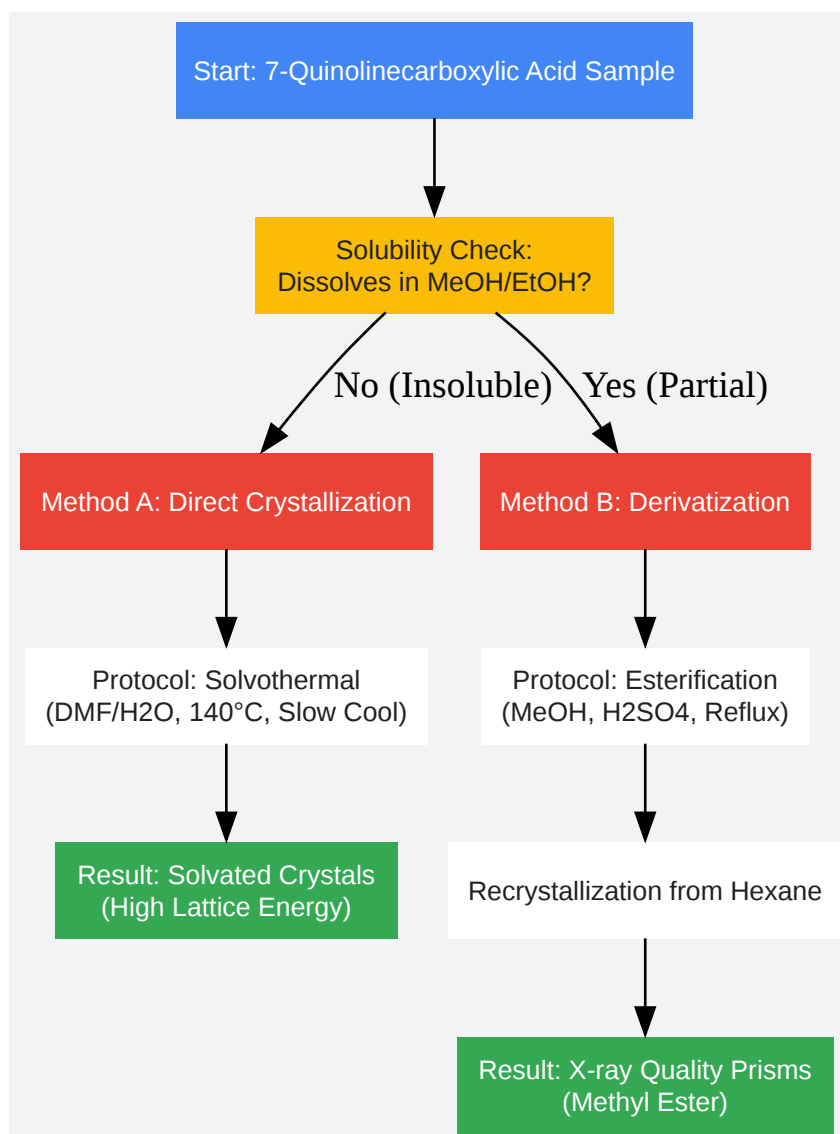 Start: 7-Quinolinecarboxylic Acid Sample
Solubility Check:
Dissolves in MeOH/EtOH?
No (Insoluble)
Yes (Partial)
Method A: Direct Crystallization
Method B: Derivatization
Protocol: Solvothermal
(DMF/H2O, 140°C, Slow Cool)
Protocol: Esterification
(MeOH, H2SO4, Reflux)
Result: Solvated Crystals
(High Lattice Energy)
Recrystallization from Hexane
Result: X-ray Quality Prisms
(Methyl Ester)